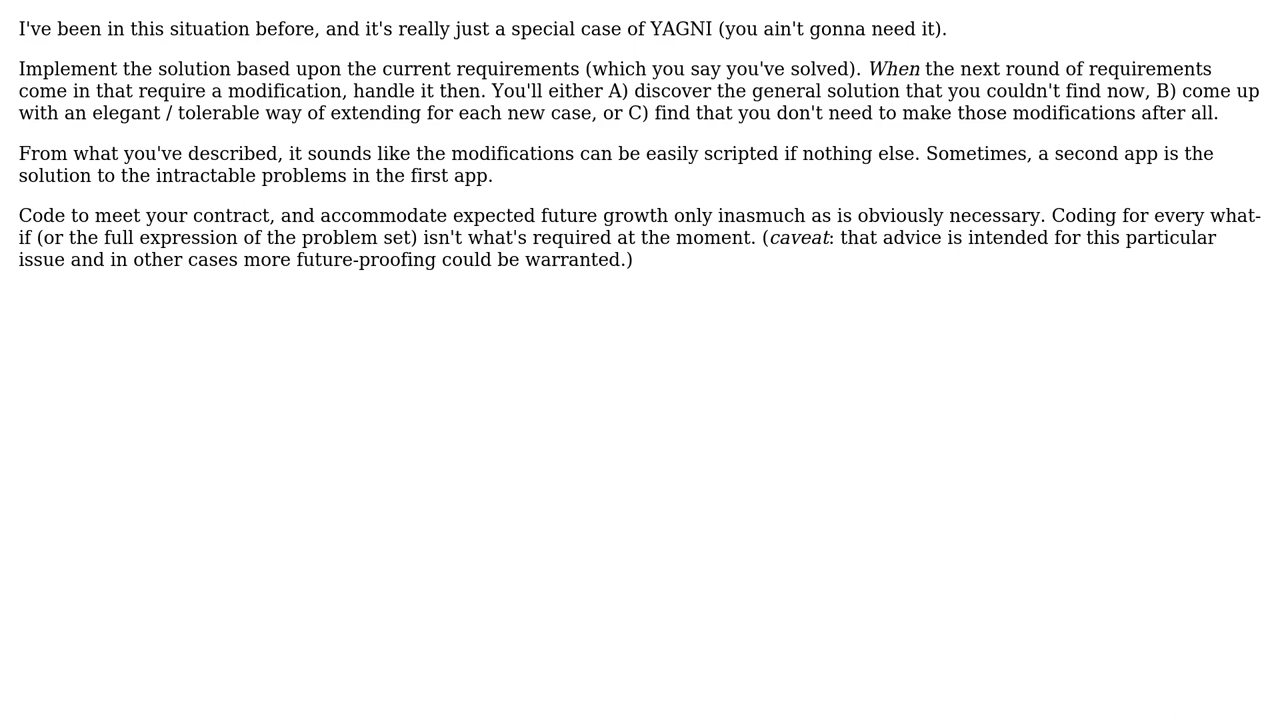 I've been in this situation before, and it's really just a special case of YAGNI (you ain't gonna need it).
Implement the solution based upon the current requirements (which you say you've solved). When the next round of requirements
come in that require a modification, handle it then. You'll either A) discover the general solution that you couldn't find now, B) come up
with an elegant / tolerable way of extending for each new case, or C) find that you don't need to make those modifications after all.
From what you've described, it sounds like the modifications can be easily scripted if nothing else. Sometimes, a second app is the
solution to the intractable problems in the first app.
Code to meet your contract, and accommodate expected future growth only inasmuch as is obviously necessary. Coding for every what-
if (or the full expression of the problem set) isn't what's required at the moment. (caveat: that advice is intended for this particular
issue and in other cases more future-proofing could be warranted.)